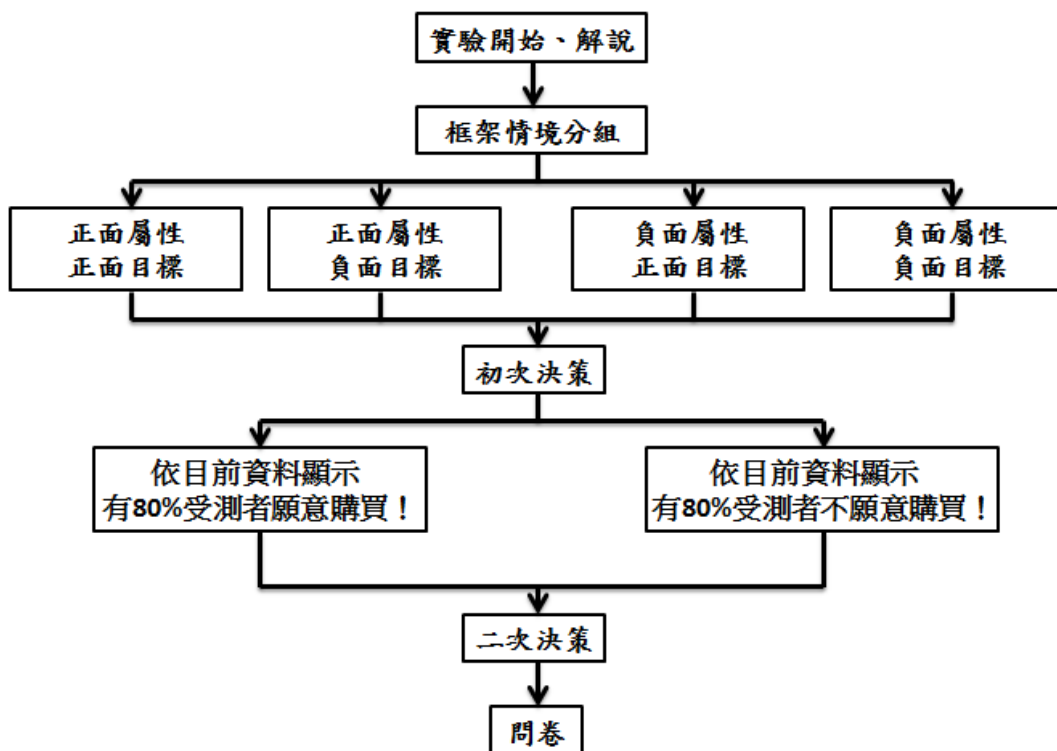 實驗開始、解說
框架情境分組
正面屬性
正面目標
正面屬性
負面目標
負面屬性
正面目標
負面屬性
負面目標
初次決策
依目前資料顯示
有80%受測者願意購買！
依目前資料顯示
有80%受測者不願意購買！
二次決策
問卷